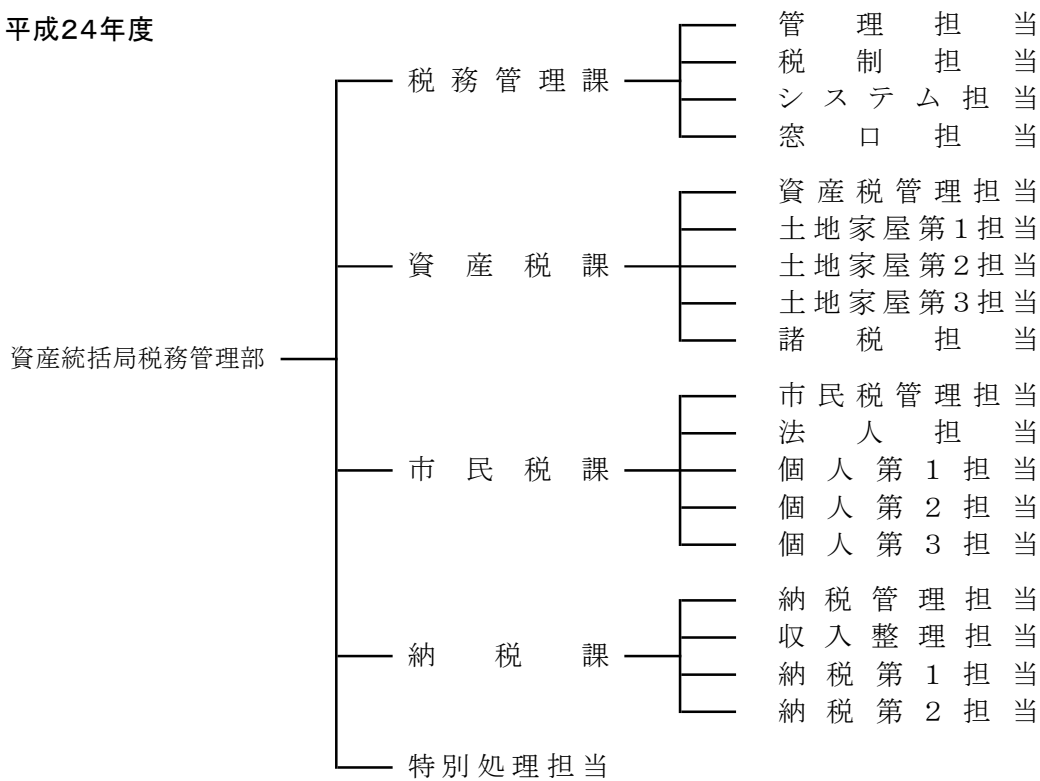 平成24年度
資産統括局税務管理部
税務管理課
管理担当
税制担当
システム担当
窓口担当
資産税課
資産税管理担当
土地家屋第1担当
土地家屋第2担当
土地家屋第3担当
諸税担当
市民税課
市民税管理担当
法人担当
個人第1担当
個人第2担当
個人第3担当
納税課
納税管理担当
収入整理担当
納税第1担当
納税第2担当
特別処理担当